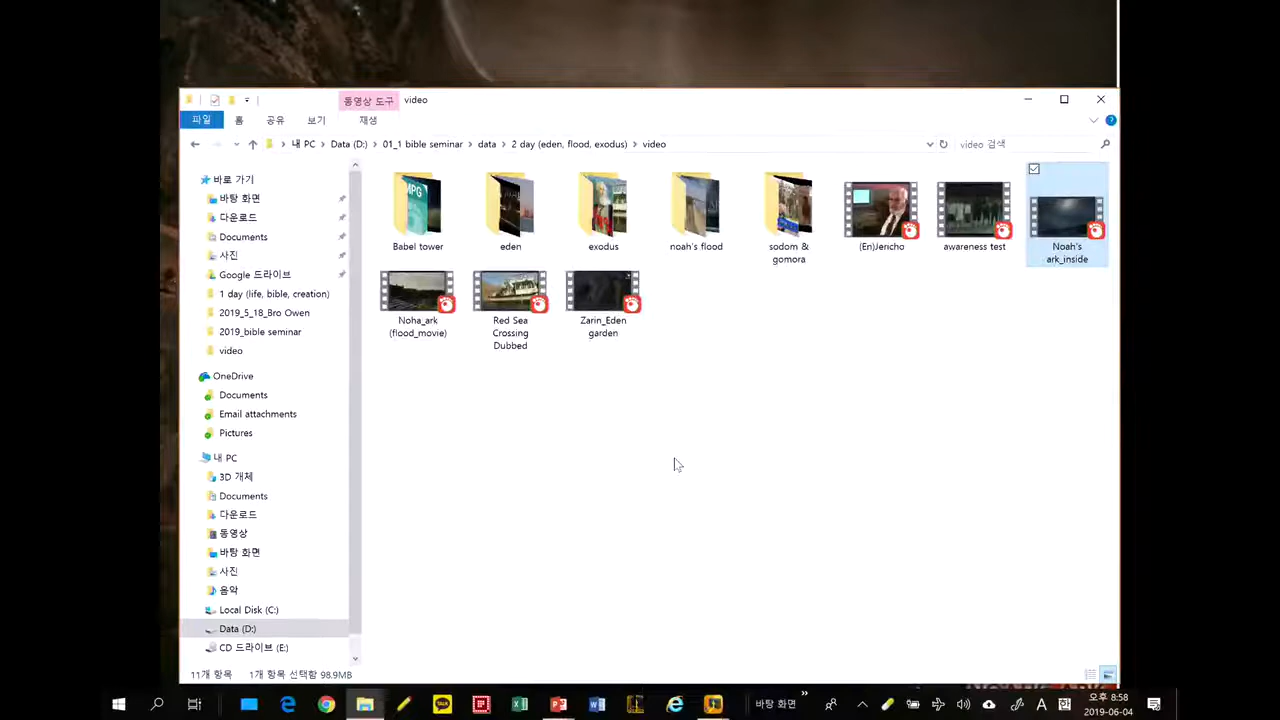 동영상 도구 video
파일 홈 공유 보기 재생
내 PC Data (D:) 01_1 bible seminar data 2 day (eden, flood, exodus) video
video 검색
바로 가기
바탕 화면
다운로드
Documents
사진
Google 드라이브
1 day (life, bible, creation)
2019_5_18_Bro Owen
2019_bible seminar
video
OneDrive
Documents
Email attachments
Pictures
내 PC
3D 개체
Documents
다운로드
동영상
바탕 화면
사진
음악
Local Disk (C:)
Data (D:)
CD 드라이브 (E:)
MPG
Babel tower
eden
exodus
noah's flood
sodom &
gomora
(En)Jericho
awareness test
Noah's
ark_inside
Noha_ark
(flood_movie)
Red Sea
Crossing
Dubbed
Zarin_Eden
garden
11개 항목 1개 항목 선택함 98.9MB
TALK
바탕 화면
A 한
오후 8:58
2019-06-04